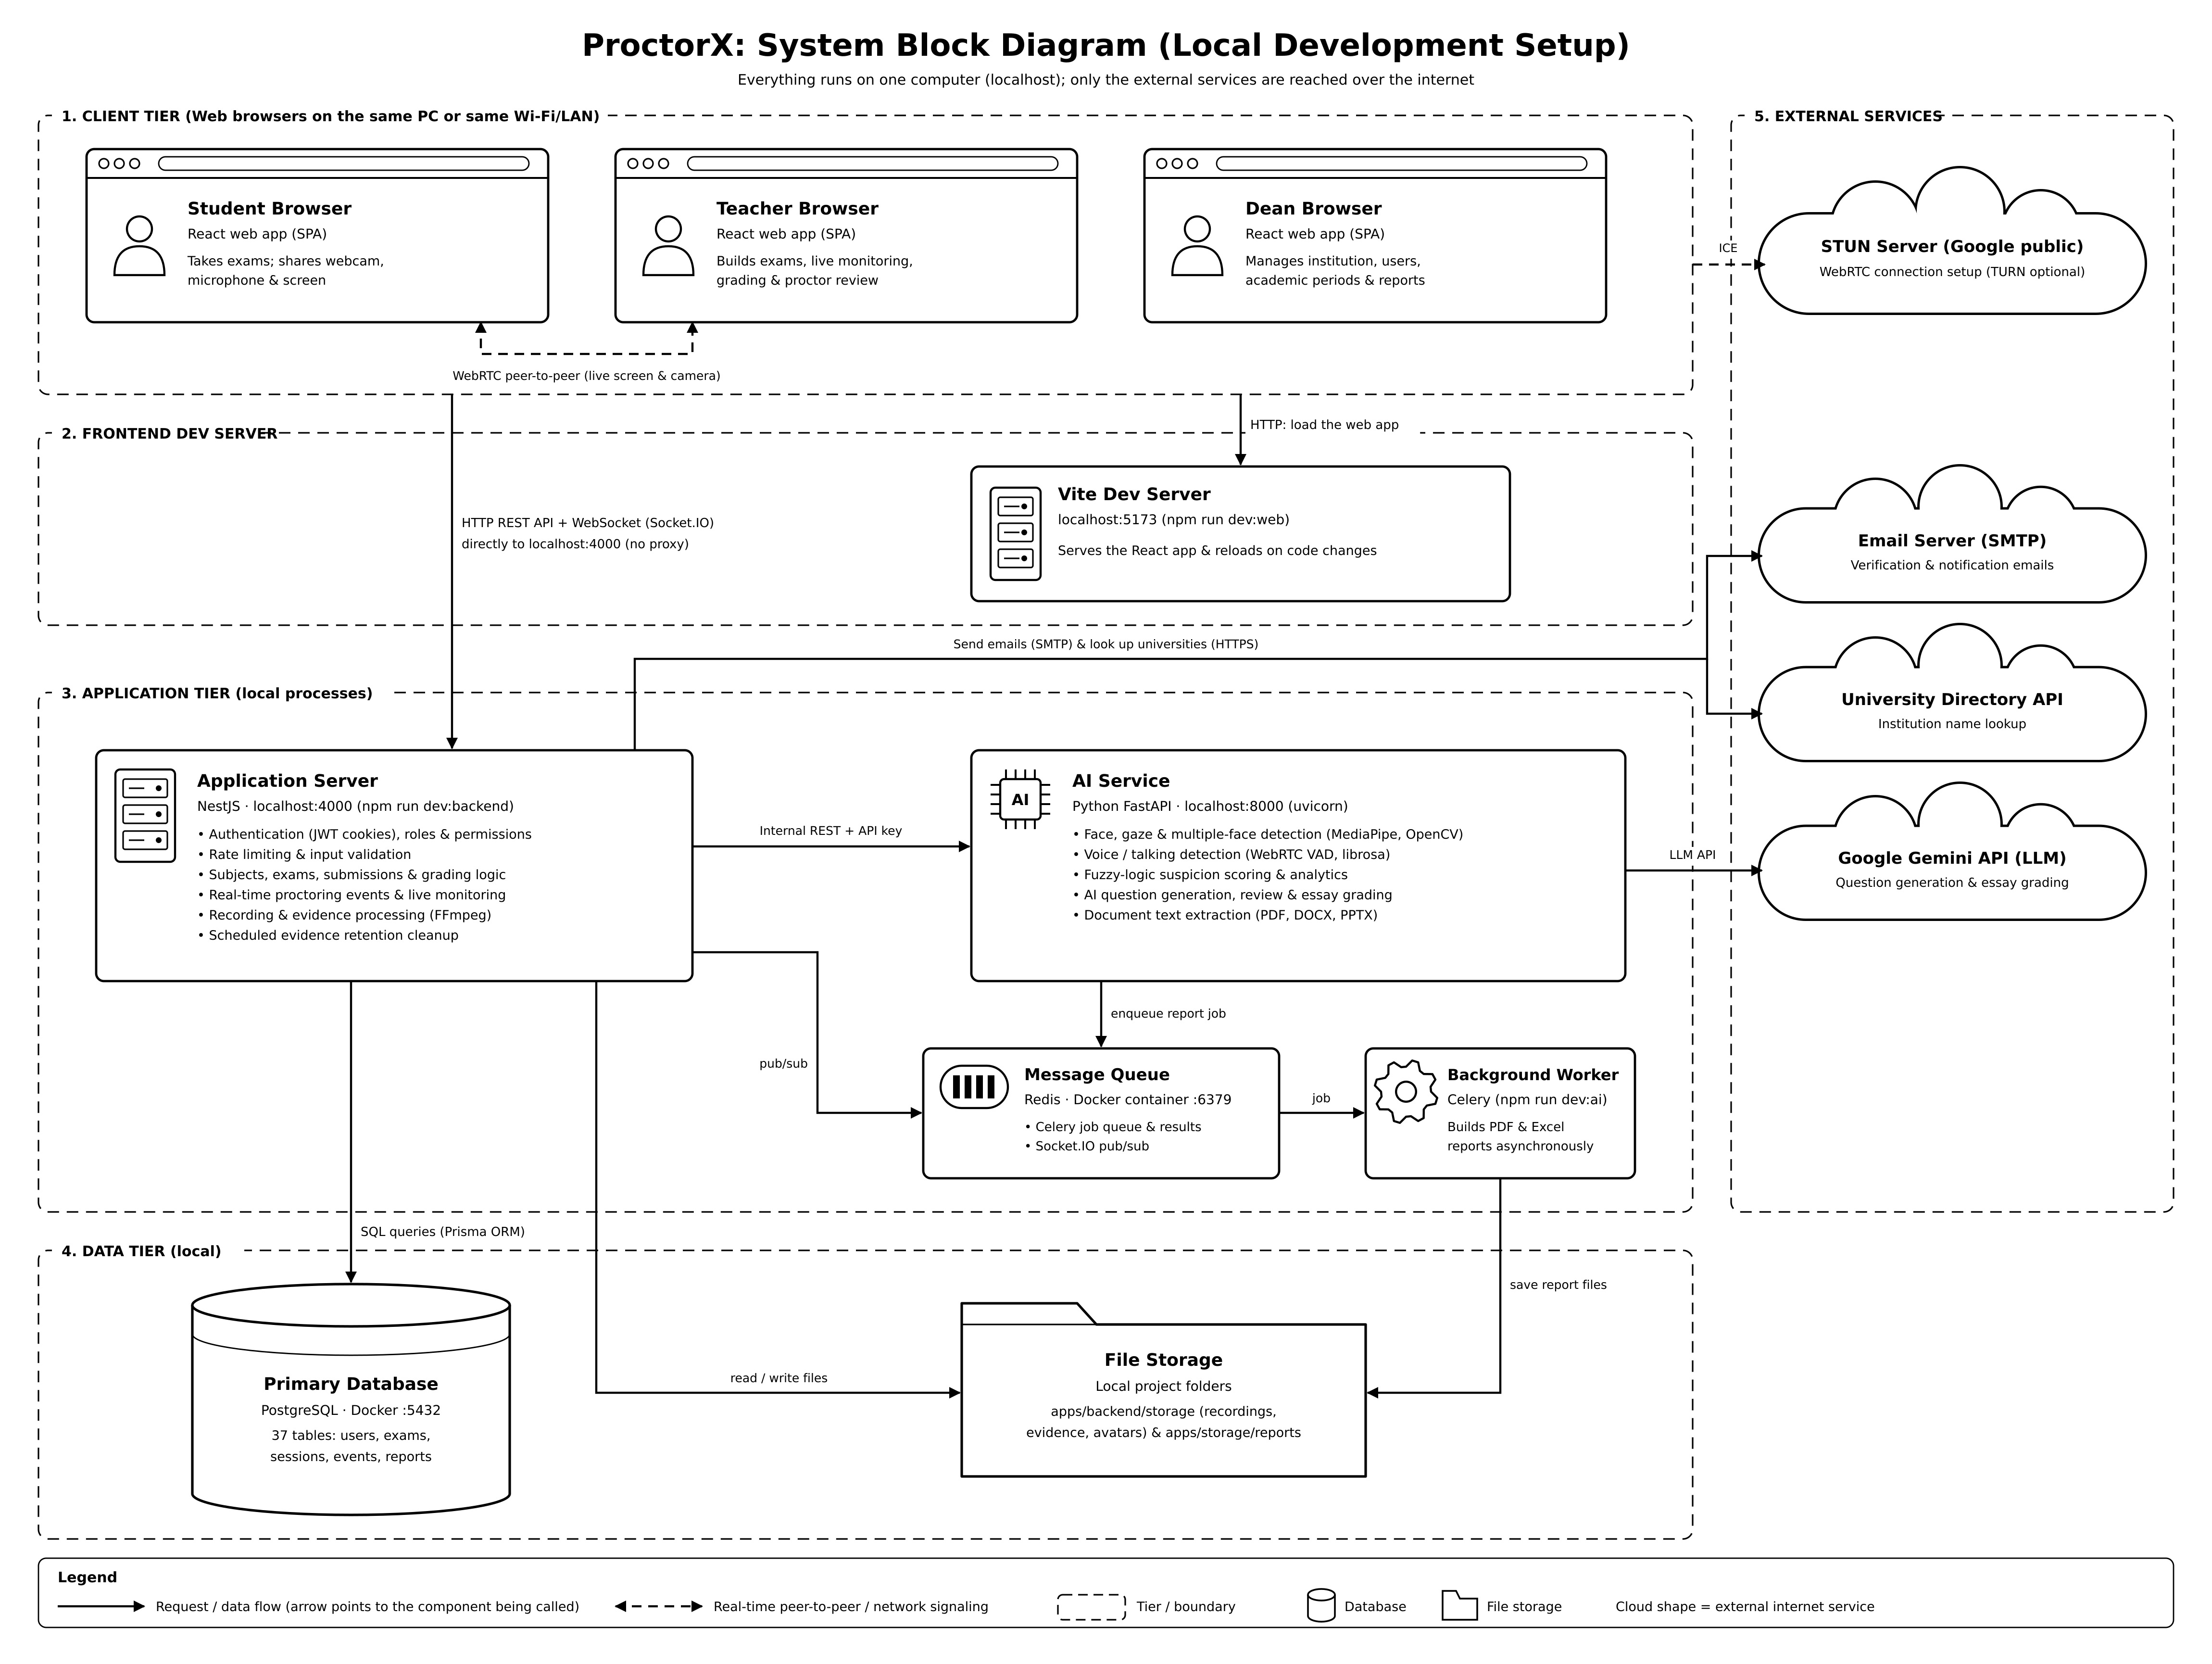 ProctorX: System Block Diagram (Local Development Setup)
Everything runs on one computer (localhost); only the external services are reached over the internet
1. CLIENT TIER (Web browsers on the same PC or same Wi-Fi/LAN)
Student Browser
React web app (SPA)
Takes exams; shares webcam,
microphone & screen
Teacher Browser
React web app (SPA)
Builds exams, live monitoring,
grading & proctor review
Dean Browser
React web app (SPA)
Manages institution, users,
academic periods & reports
WebRTC peer-to-peer (live screen & camera)
5. EXTERNAL SERVICES
ICE
STUN Server (Google public)
WebRTC connection setup (TURN optional)
2. FRONTEND DEV SERVER
HTTP: load the web app
HTTP REST API + WebSocket (Socket.IO)
directly to localhost:4000 (no proxy)
Vite Dev Server
localhost:5173 (npm run dev:web)
Serves the React app & reloads on code changes
Email Server (SMTP)
Verification & notification emails
Send emails (SMTP) & look up universities (HTTPS)
University Directory API
Institution name lookup
3. APPLICATION TIER (local processes)
Application Server
NestJS · localhost:4000 (npm run dev:backend)
• Authentication (JWT cookies), roles & permissions
• Rate limiting & input validation
• Subjects, exams, submissions & grading logic
• Real-time proctoring events & live monitoring
• Recording & evidence processing (FFmpeg)
• Scheduled evidence retention cleanup
Internal REST + API key
AI
AI Service
Python FastAPI · localhost:8000 (uvicorn)
• Face, gaze & multiple-face detection (MediaPipe, OpenCV)
• Voice / talking detection (WebRTC VAD, librosa)
• Fuzzy-logic suspicion scoring & analytics
• AI question generation, review & essay grading
• Document text extraction (PDF, DOCX, PPTX)
LLM API
Google Gemini API (LLM)
Question generation & essay grading
enqueue report job
pub/sub
Message Queue
Redis · Docker container :6379
• Celery job queue & results
• Socket.IO pub/sub
job
Background Worker
Celery (npm run dev:ai)
Builds PDF & Excel
reports asynchronously
SQL queries (Prisma ORM)
4. DATA TIER (local)
save report files
Primary Database
PostgreSQL · Docker :5432
37 tables: users, exams,
sessions, events, reports
read / write files
File Storage
Local project folders
apps/backend/storage (recordings,
evidence, avatars) & apps/storage/reports
Legend
Request / data flow (arrow points to the component being called)
Real-time peer-to-peer / network signaling
Tier / boundary
Database
File storage
Cloud shape = external internet service